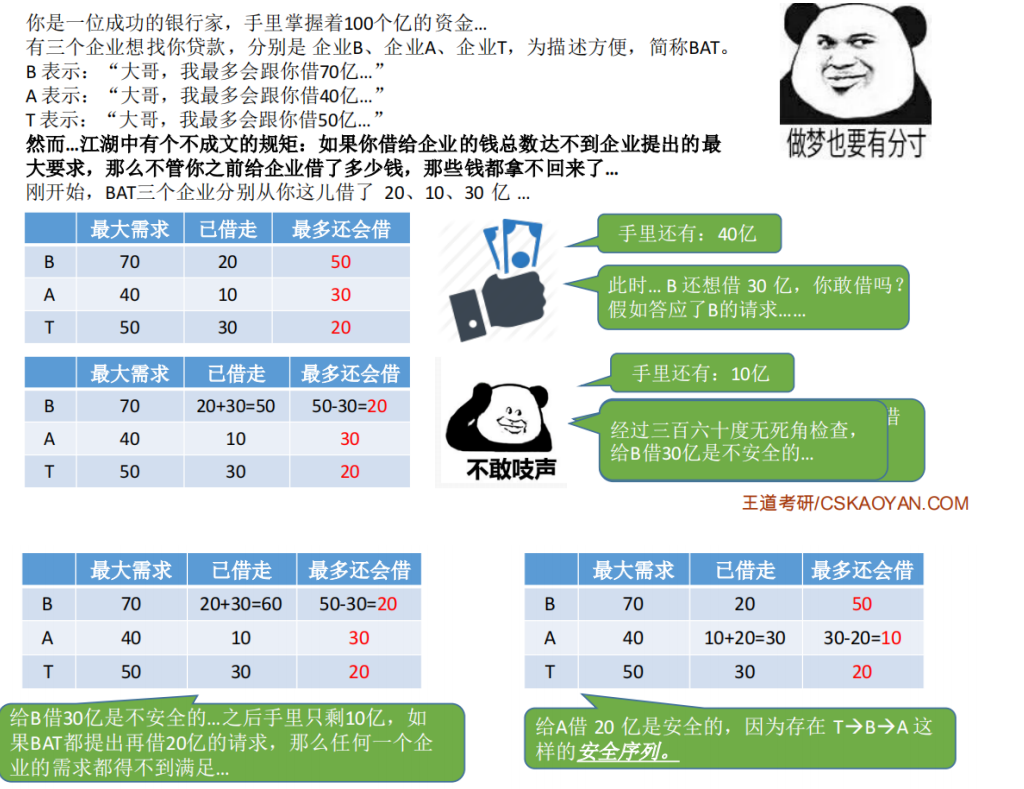 你是一位成功的银行家，手里掌握着100个亿的资金...
有三个企业想找你贷款，分别是 企业B、企业A、企业T，为描述方便，简称BAT。
B 表示：“大哥，我最多会跟你借70亿...”
A 表示：“大哥，我最多会跟你借40亿...”
T 表示：“大哥，我最多会跟你借50亿...”
然而...江湖中有个不成文的规矩：如果你借给企业的钱总数达不到企业提出的最
大要求，那么不管你之前给企业借了多少钱，那些钱都拿不回来了...
刚开始，BAT三个企业分别从你这儿借了 20、10、30 亿 ...
做梦也要有分寸
最大需求 已借走 最多还会借
B 70 20 50
A 40 10 30
T 50 30 20
手里还有：40亿
此时... B 还想借 30 亿，你敢借吗？
假如答应了B的请求......
最大需求 已借走 最多还会借
B 70 20+30=50 50-30=20
A 40 10 30
T 50 30 20
不敢吱声
手里还有：10亿
借
经过三百六十度无死角检查，
给B借30亿是不安全的...
王道考研/CSKAOYAN.COM
最大需求 已借走 最多还会借
B 70 20+30=60 50-30=20
A 40 10 30
T 50 30 20
给B借30亿是不安全的...之后手里只剩10亿，如
果BAT都提出再借20亿的请求，那么任何一个企
业的需求都得不到满足...
最大需求 已借走 最多还会借
B 70 20 50
A 40 10+20=30 30-20=10
T 50 30 20
给A借 20 亿是安全的，因为存在 T→B→A 这
样的安全序列。